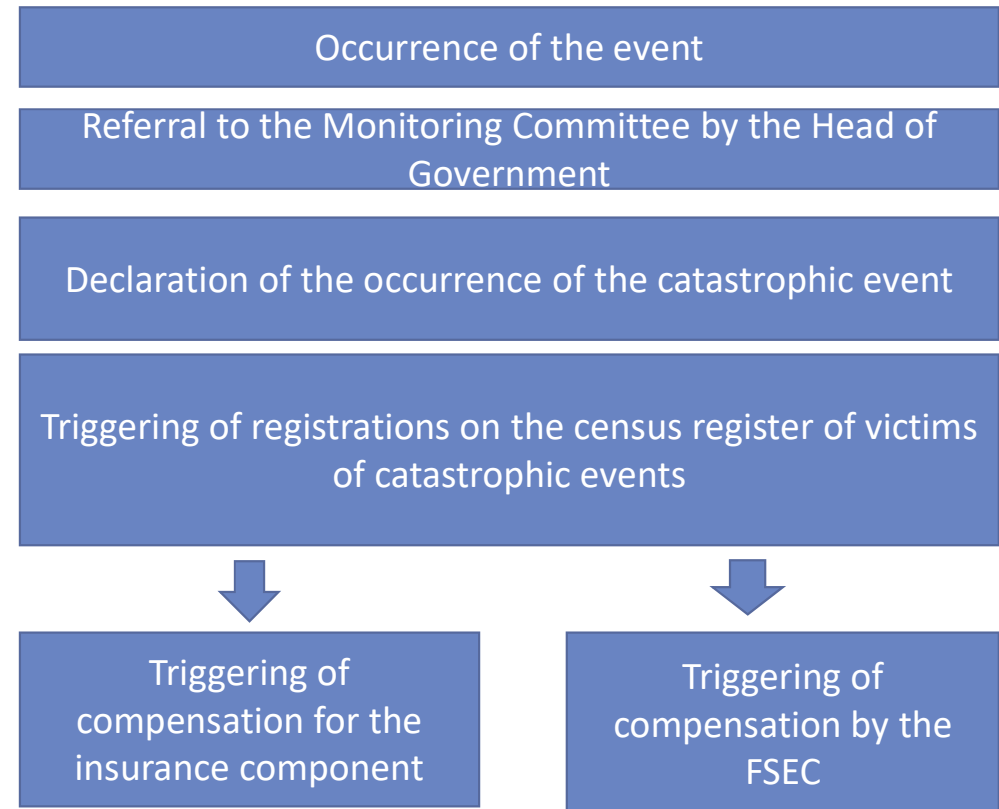 Occurrence of the event
Referral to the Monitoring Committee by the Head of
Government
Declaration of the occurrence of the catastrophic event
Triggering of registrations on the census register of victims
of catastrophic events
Triggering of
compensation for the
insurance component
Triggering of
compensation by the
FSEC